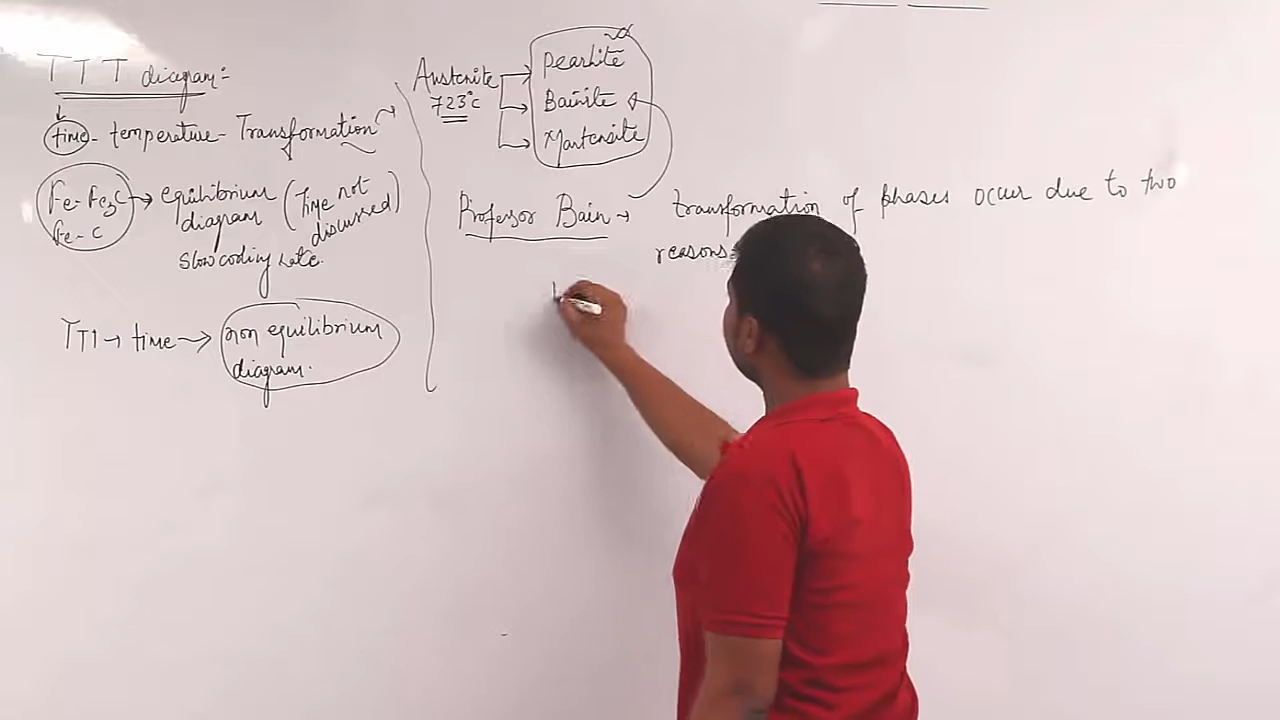 TTT diagram:-
time - temperature - Transformation
Fe - Fe3C → equilibrium diagram (Time not discussed)
Fe - C
Slow cooling rate.
TTT → time → non equilibrium diagram.
Austenite → Pearlite
723°C → Bainite
→ Martensite
Professor Bain → transformation of phases occur due to two
reasons